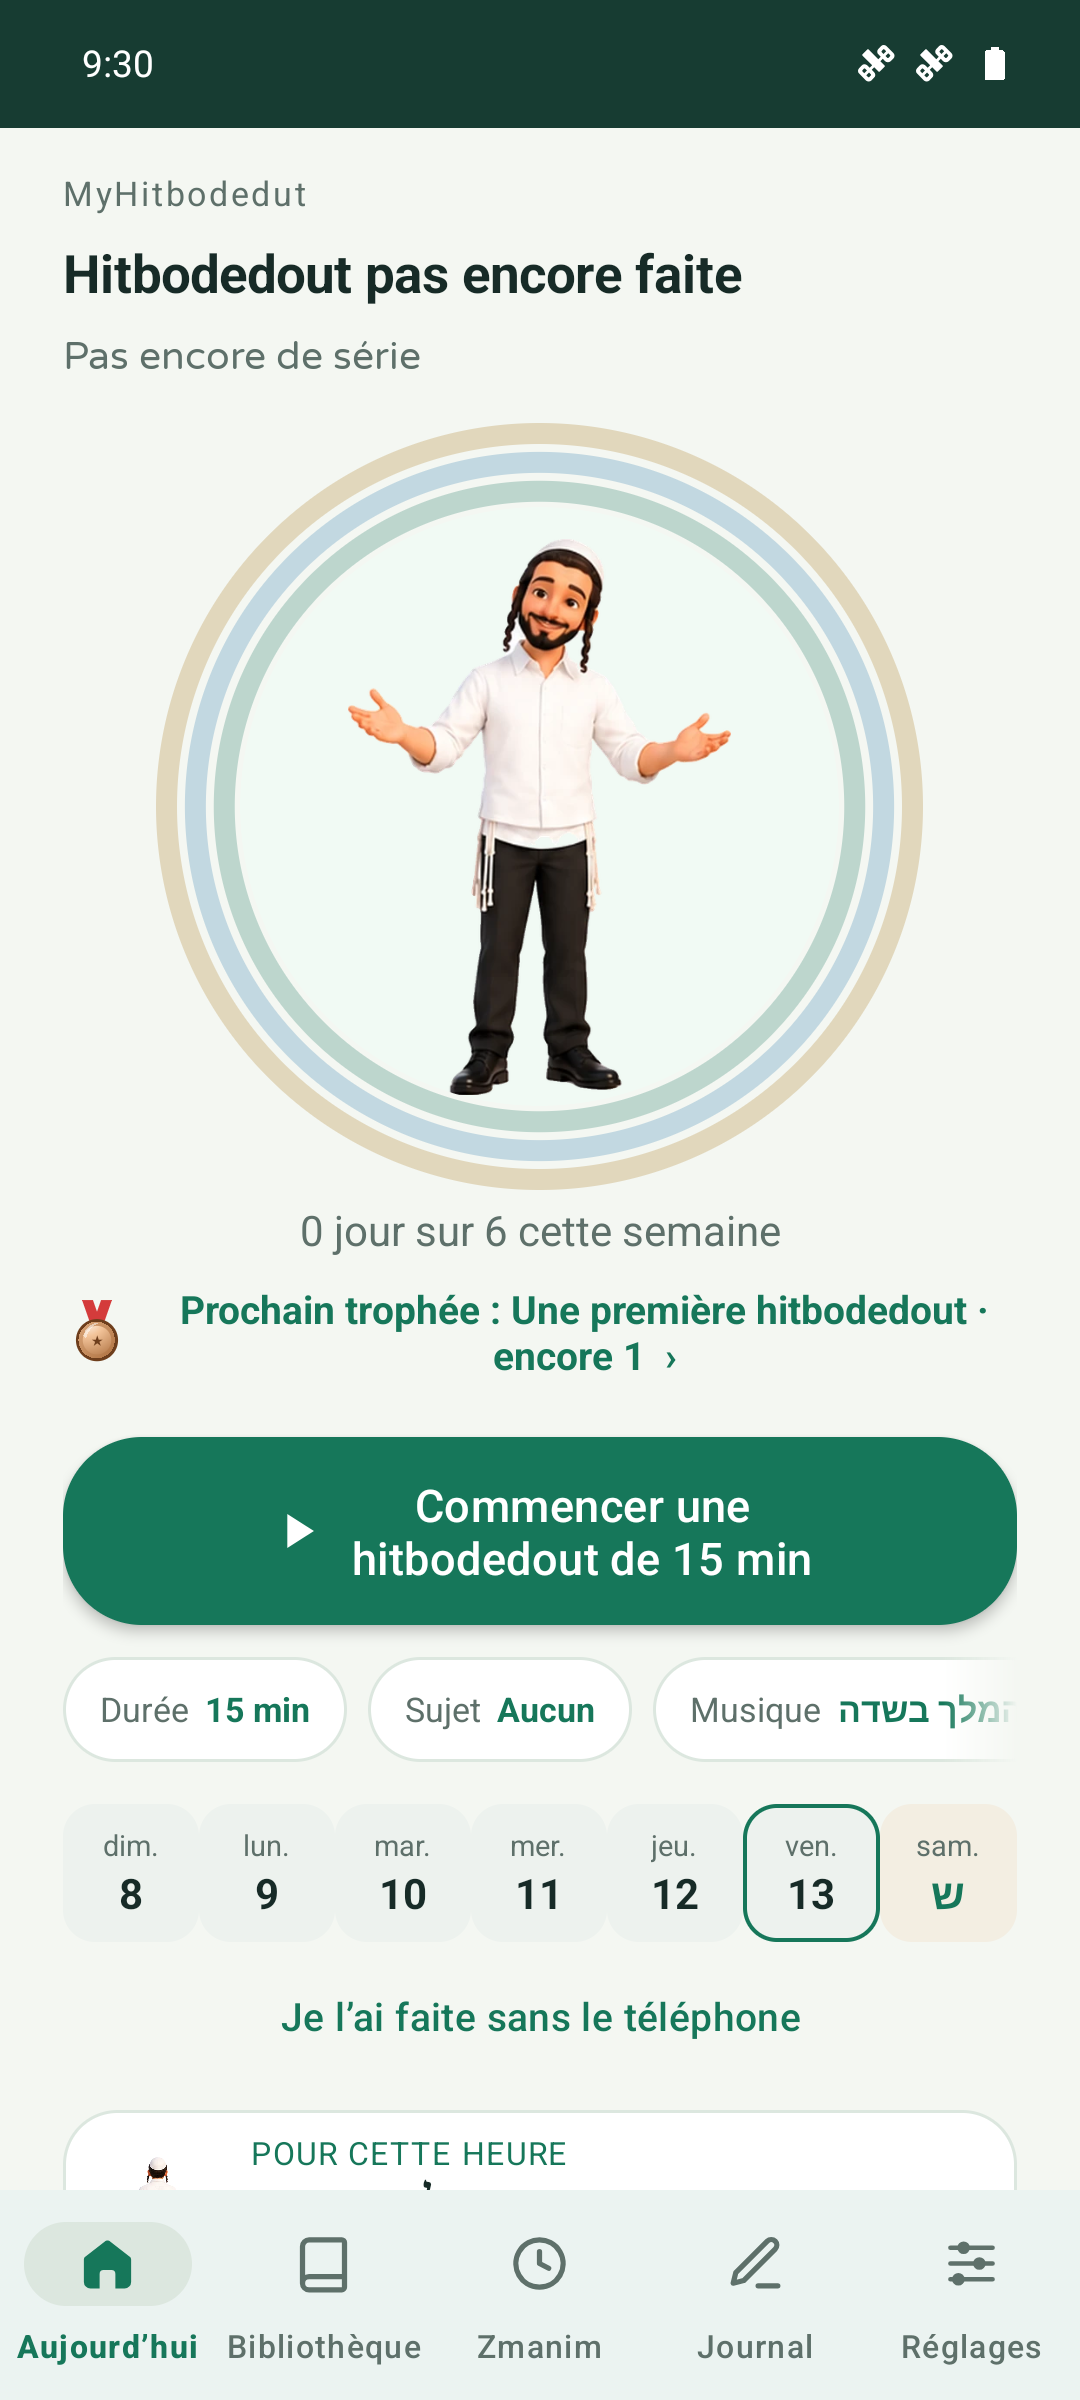 9:30
MyHitbodedut
Hitbodedout pas encore faite
Pas encore de série
0 jour sur 6 cette semaine
Prochain trophée : Une première hitbodedout ·
encore 1 ›
Commencer une
hitbodedout de 15 min
Durée 15 min
Sujet Aucun
Musique המלך בשדה
dim. lun. mar. mer. jeu. ven. sam.
8 9 10 11 12 13 ש
Je l’ai faite sans le téléphone
POUR CETTE HEURE
Aujourd’hui Bibliothèque Zmanim Journal Réglages